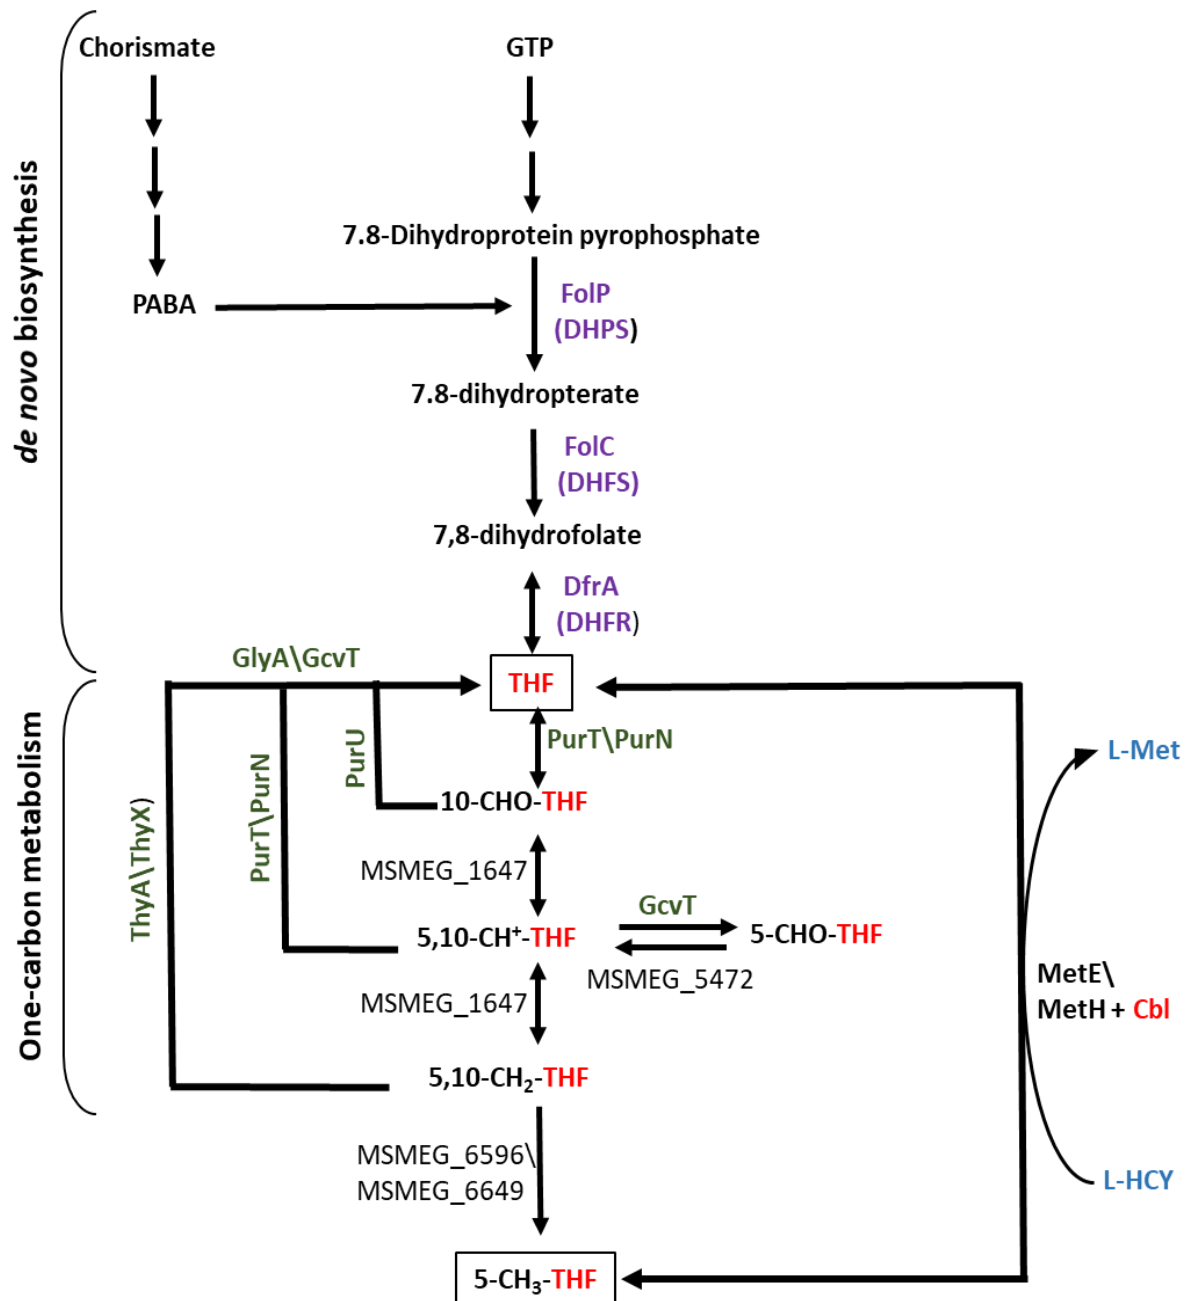 Chorismate
GTP
de novo biosynthesis
7.8-Dihydroprotein pyrophosphate
PABA
FolP
(DHPS)
7.8-dihydropterate
FolC
(DHFS)
7,8-dihydrofolate
DfrA
(DHFR)
GlyA\GcvT
THF
One-carbon metabolism
ThyA\ThyX)
PurT\PurN
PurU
PurT\PurN
10-CHO-THF
L-Met
MSMEG_1647
5,10-CH⁺-THF
GcvT
5-CHO-THF
MSMEG_5472
MSMEG_1647
MetE\
MetH + Cbl
5,10-CH₂-THF
MSMEG_6596\
MSMEG_6649
L-HCY
5-CH₃-THF